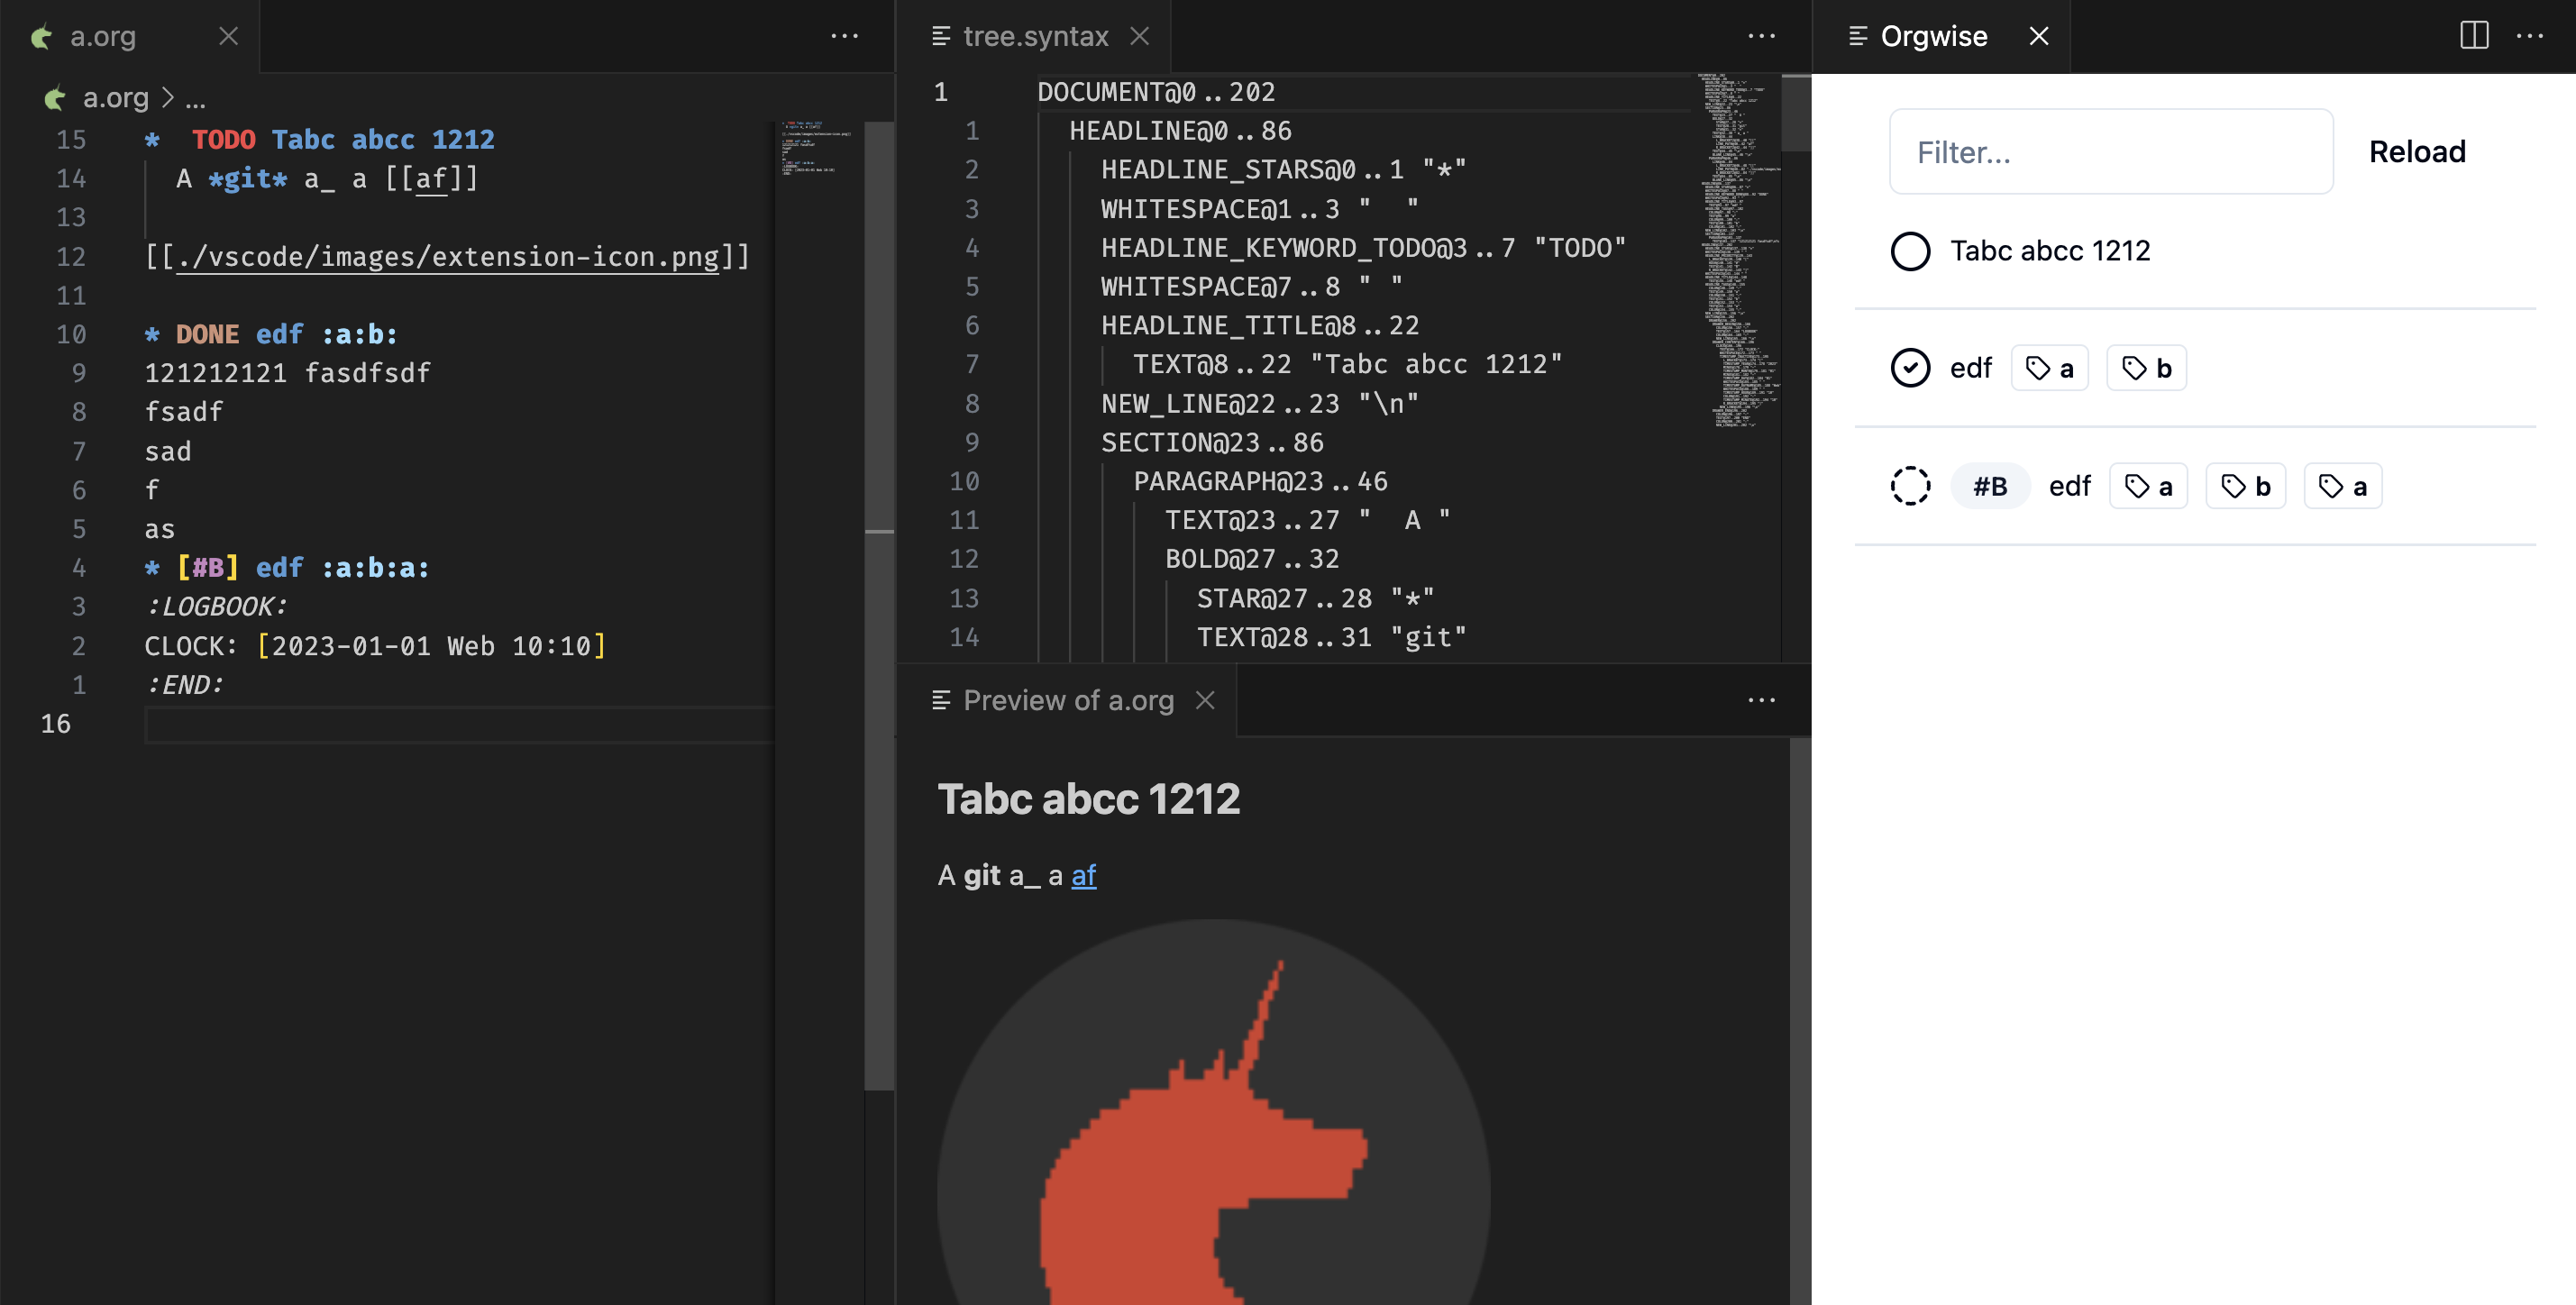 a.org
a.org > ...
15 *  TODO Tabc abcc 1212
14   A *git* a_ a [[af]]
13
12 [[./vscode/images/extension-icon.png]]
11
10 * DONE edf :a:b:
9 121212121 fasdfsdf
8 fsadf
7 sad
6 f
5 as
4 * [#B] edf :a:b:a:
3 :LOGBOOK:
2 CLOCK: [2023-01-01 Web 10:10]
1 :END:
16
tree.syntax
1 DOCUMENT@0..202
1 HEADLINE@0..86
2 HEADLINE_STARS@0..1 "*"
3 WHITESPACE@1..3 "  "
4 HEADLINE_KEYWORD_TODO@3..7 "TODO"
5 WHITESPACE@7..8 " "
6 HEADLINE_TITLE@8..22
7 TEXT@8..22 "Tabc abcc 1212"
8 NEW_LINE@22..23 "\n"
9 SECTION@23..86
10 PARAGRAPH@23..46
11 TEXT@23..27 "  A "
12 BOLD@27..32
13 STAR@27..28 "*"
14 TEXT@28..31 "git"
Preview of a.org
Tabc abcc 1212
A git a_ a af
Orgwise
Filter...
Reload
Tabc abcc 1212
edf a b
#B edf a b a